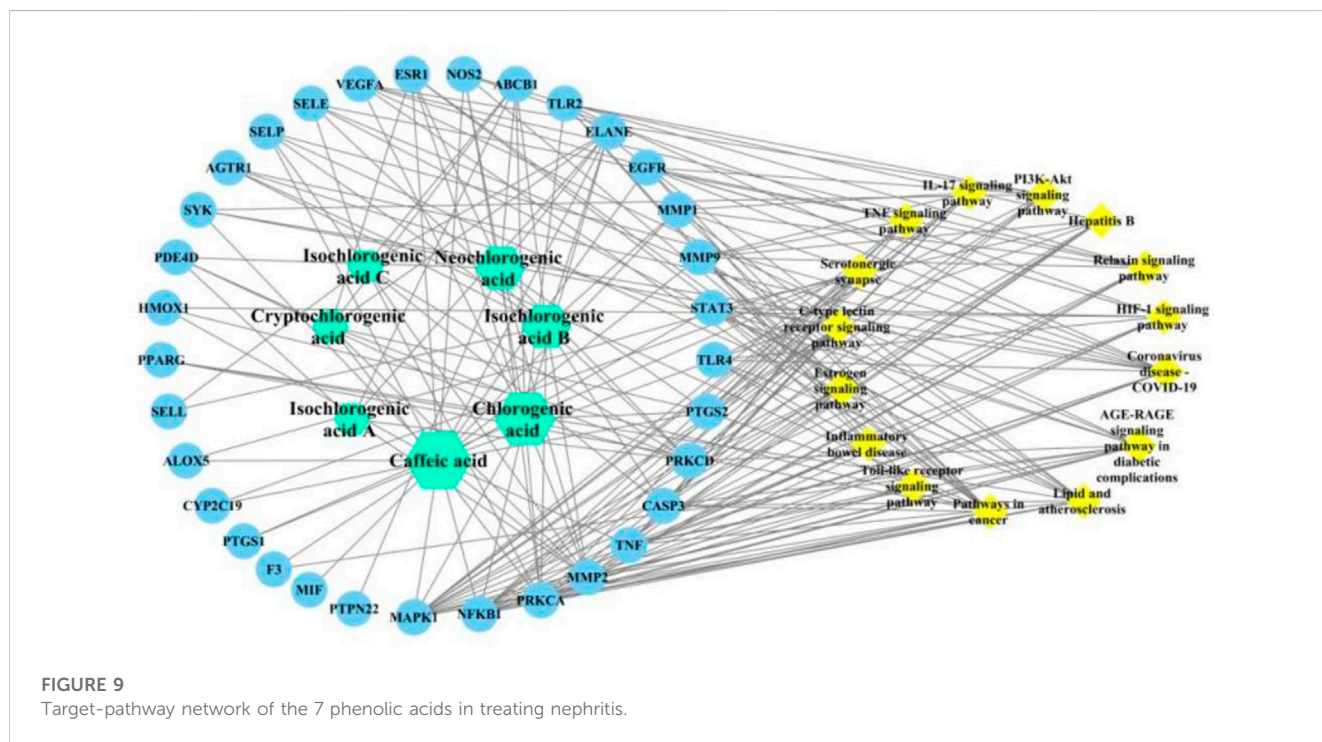 ESR1
NOS2
VEGFA
ABCB1
SELE
TLR2
SELP
ELANE
AGTR1
EGFR
SYK
MMP1
PDE4D
MMP9
HMOX1
STAT3
PPARG
TLR4
SELL
PTGS2
ALOX5
PRKCD
CYP2C19
CASP3
PTGS1
TNF
F3
MMP2
MIF
PRKCA
PTPN22
NFKB1
MAPK1
Isochlorogenic
acid C
Neochlorogenic
acid
Cryptochlorogenic
acid
Isochlorogenic
acid B
Isochlorogenic
acid A
Chlorogenic
acid
Caffeic acid
IL-17 signaling
pathway
PI3K-Akt
signaling
pathway
TNF signaling
pathway
Hepatitis B
Serotonergic
synapse
Relaxin signaling
pathway
C-type lectin
receptor signaling
pathway
HIF-1 signaling
pathway
Estrogen
signaling
pathway
Coronavirus
disease -
COVID-19
Inflammatory
bowel disease
AGE-RAGE
signaling
pathway in
diabetic
complications
Toll-like receptor
signaling
pathway
Pathways in
cancer
Lipid and
atherosclerosis
FIGURE 9
Target-pathway network of the 7 phenolic acids in treating nephritis.